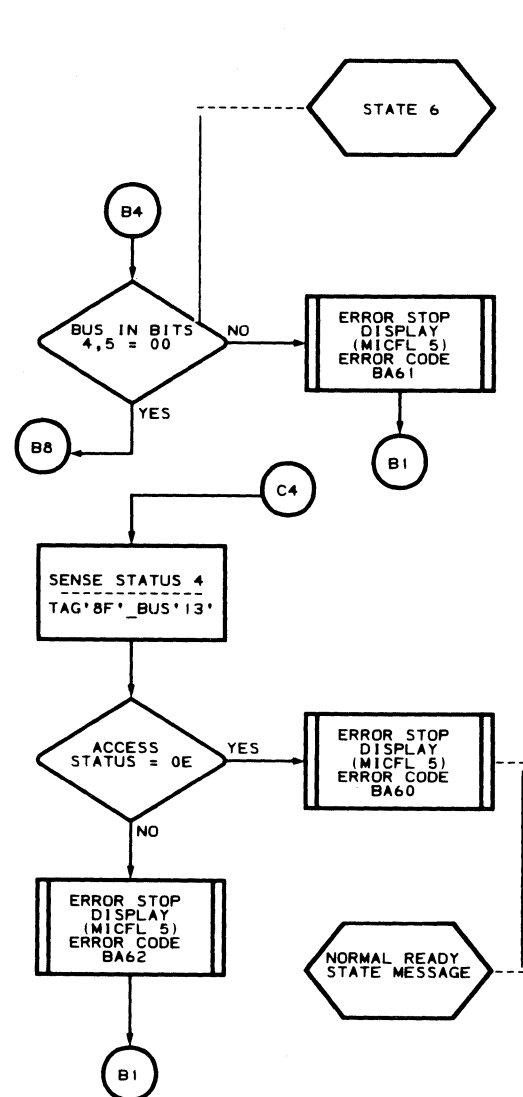 STATE 6
B4
BUS IN BITS
4,5 = 00
NO
ERROR STOP
DISPLAY
(MICFL 5)
ERROR CODE
BA61
YES
B8
B1
C4
SENSE STATUS 4
TAG'8F'_BUS'13'
ACCESS
STATUS = 0E
YES
ERROR STOP
DISPLAY
(MICFL 5)
ERROR CODE
BA60
NO
ERROR STOP
DISPLAY
(MICFL 5)
ERROR CODE
BA62
NORMAL READY
STATE MESSAGE
B1